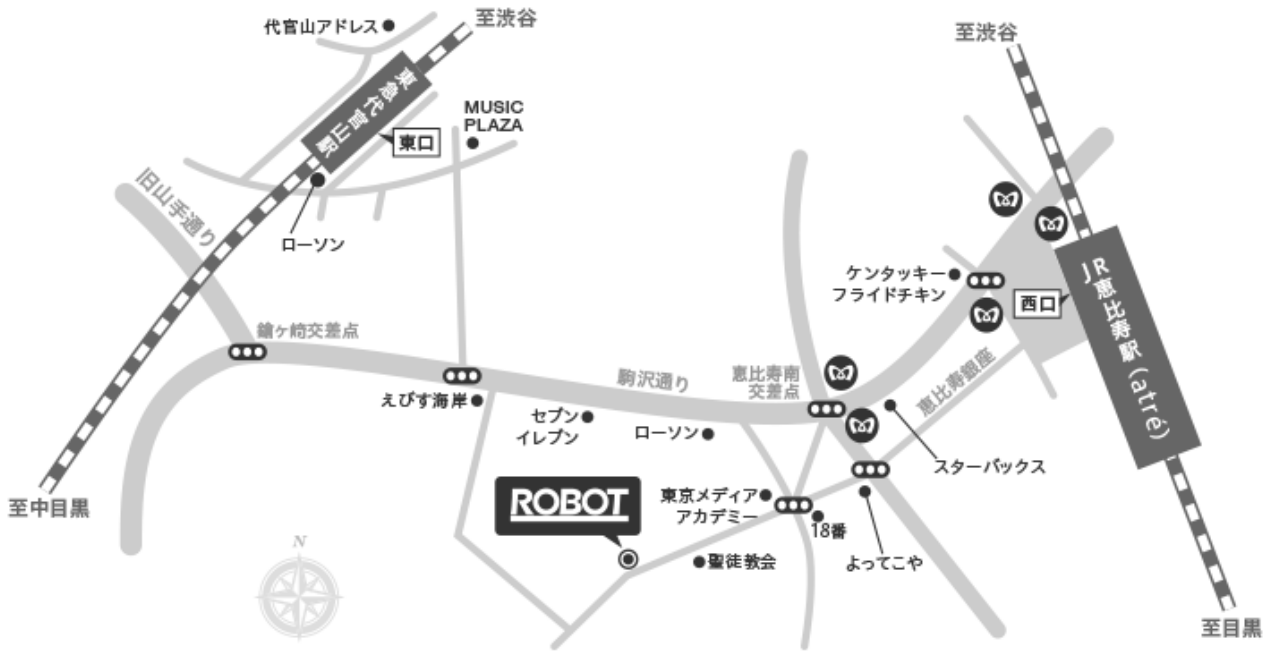 代官山アドレス
至渋谷
至渋谷
東急代官山駅
MUSIC
PLAZA
東口
旧山手通り
ローソン
ケンタッキー
フライドチキン
西口
JR恵比寿駅(atré)
鎗ヶ崎交差点
駒沢通り
恵比寿南
交差点
恵比寿銀座
えびす海岸
セブン
イレブン
ローソン
スターバックス
至中目黒
ROBOT
東京メディア
アカデミー
18番
聖徒教会
よってこや
N
至目黒